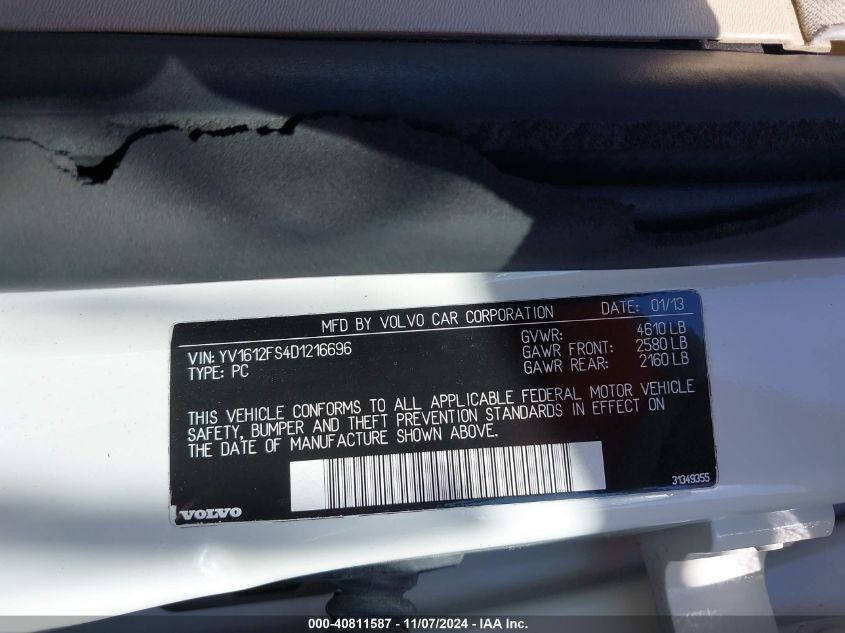 MFD BY VOLVO CAR CORPORATION DATE: 01/13
VIN: YV1612FS4D1216696 GVWR: 4610 LB
TYPE: PC GAWR FRONT: 2580 LB
GAWR REAR: 2160 LB
THIS VEHICLE CONFORMS TO ALL APPLICABLE FEDERAL MOTOR VEHICLE
SAFETY, BUMPER AND THEFT PREVENTION STANDARDS IN EFFECT ON
THE DATE OF MANUFACTURE SHOWN ABOVE.
31349355
VOLVO
000-40811587 - 11/07/2024 - IAA Inc.